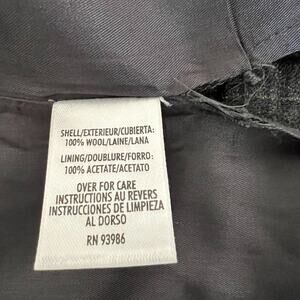 SHELL/EXTERIEUR/CUBIERTA:
100% WOOL/LAINE/LANA
LINING/DOUBLURE/FORRO:
100% ACETATE/ACETATO
OVER FOR CARE
INSTRUCTIONS AU REVERS
INSTRUCCIONES DE LIMPIEZA
AL DORSO
RN 93986